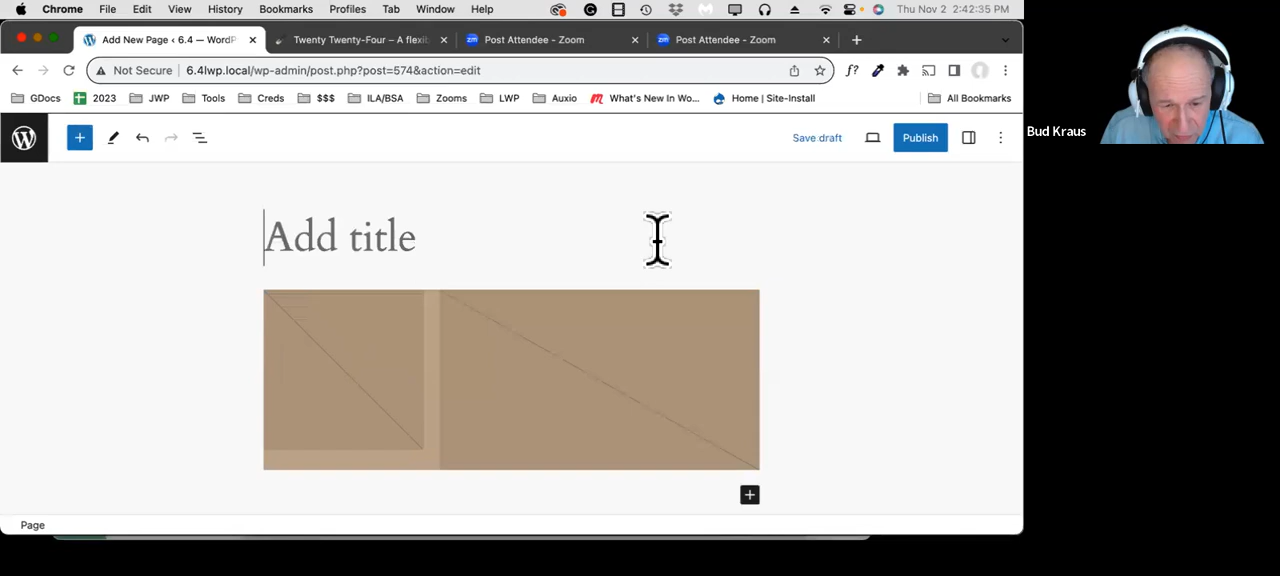 Chrome File Edit View History Bookmarks Profiles Tab Window Help Thu Nov 2 2:42:35 PM
Add New Page ‹ 6.4 — WordP Twenty Twenty-Four – A flexib Post Attendee - Zoom Post Attendee - Zoom
Not Secure 6.4lwp.local/wp-admin/post.php?post=574&action=edit f?
GDocs 2023 JWP Tools Creds $$$ ILA/BSA Zooms LWP Auxio What's New In Wo... Home | Site-Install All Bookmarks
Bud Kraus
Save draft Publish
Add title
Page